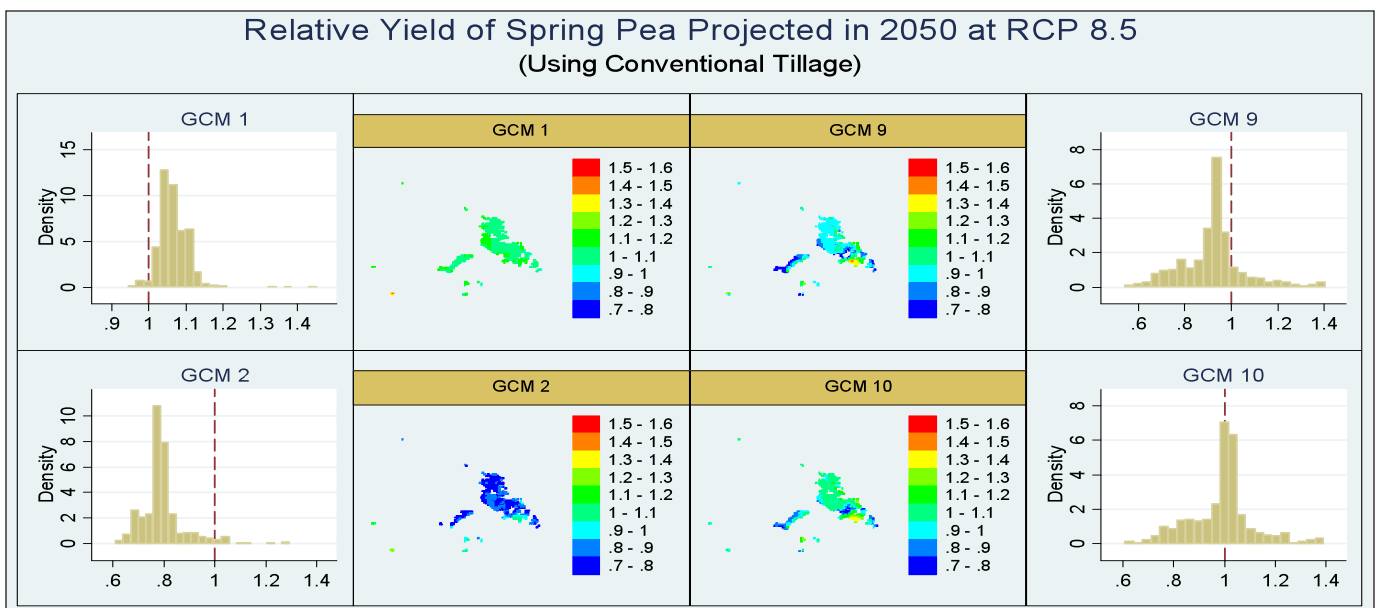 Relative Yield of Spring Pea Projected in 2050 at RCP 8.5
(Using Conventional Tillage)
GCM 1
Density
15
10
5
0
.9 1 1.1 1.2 1.3 1.4
GCM 1
1.5 - 1.6
1.4 - 1.5
1.3 - 1.4
1.2 - 1.3
1.1 - 1.2
1 - 1.1
.9 - 1
.8 - .9
.7 - .8
GCM 9
1.5 - 1.6
1.4 - 1.5
1.3 - 1.4
1.2 - 1.3
1.1 - 1.2
1 - 1.1
.9 - 1
.8 - .9
.7 - .8
GCM 9
Density
8
6
4
2
0
.6 .8 1 1.2 1.4
GCM 2
Density
10
8
6
4
2
0
.6 .8 1 1.2 1.4
GCM 2
1.5 - 1.6
1.4 - 1.5
1.3 - 1.4
1.2 - 1.3
1.1 - 1.2
1 - 1.1
.9 - 1
.8 - .9
.7 - .8
GCM 10
1.5 - 1.6
1.4 - 1.5
1.3 - 1.4
1.2 - 1.3
1.1 - 1.2
1 - 1.1
.9 - 1
.8 - .9
.7 - .8
GCM 10
Density
8
6
4
2
0
.6 .8 1 1.2 1.4